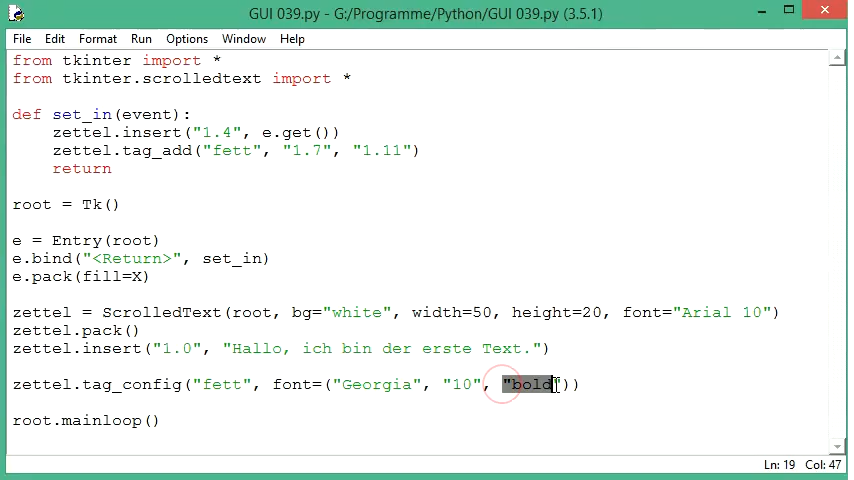 GUI 039.py - G:/Programme/Python/GUI 039.py (3.5.1)
File Edit Format Run Options Window Help
from tkinter import *
from tkinter.scrolledtext import *
def set_in(event):
    zettel.insert("1.4", e.get())
    zettel.tag_add("fett", "1.7", "1.11")
    return
root = Tk()
e = Entry(root)
e.bind("<Return>", set_in)
e.pack(fill=X)
zettel = ScrolledText(root, bg="white", width=50, height=20, font="Arial 10")
zettel.pack()
zettel.insert("1.0", "Hallo, ich bin der erste Text.")
zettel.tag_config("fett", font=("Georgia", "10", "bold"))
root.mainloop()
Ln: 19 Col: 47